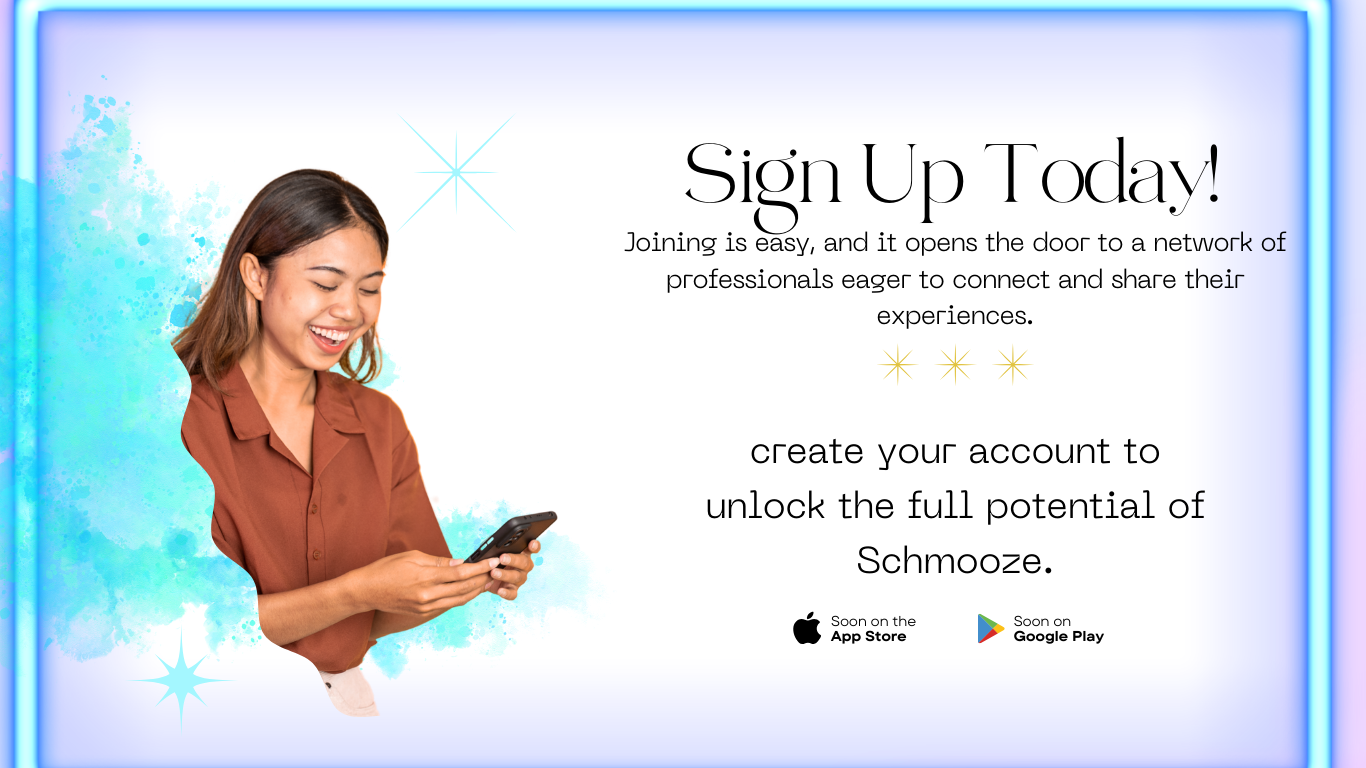 Sign Up Today!
Joining is easy, and it opens the door to a network of
professionals eager to connect and share their
experiences.
create your account to
unlock the full potential of
Schmooze.
Soon on the
App Store
Soon on
Google Play